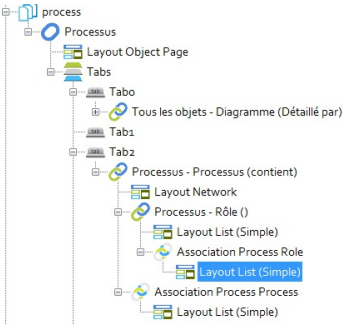 process
Processus
Layout Object Page
Tabs
Tab0
Tous les objets - Diagramme (Détaillé par)
Tab1
Tab2
Processus - Processus (contient)
Layout Network
Processus - Rôle ()
Layout List (Simple)
Association Process Role
Layout List (Simple)
Association Process Process
Layout List (Simple)